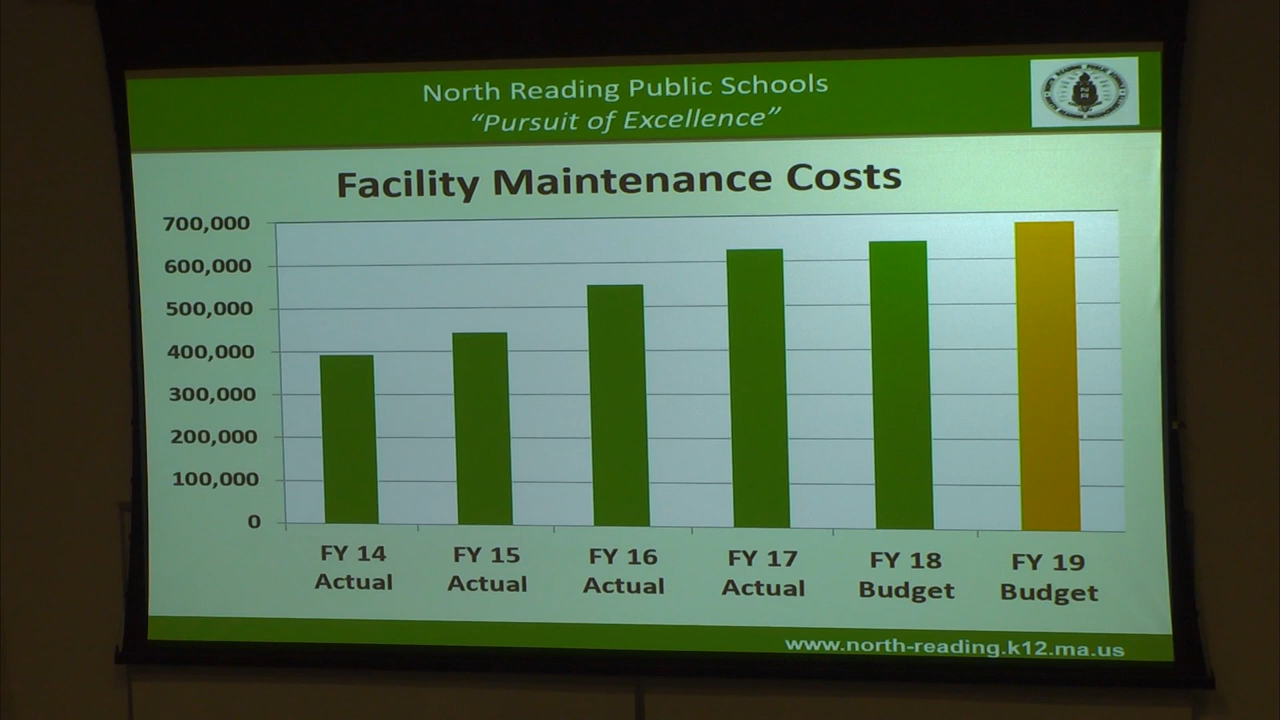 North Reading Public Schools
“Pursuit of Excellence”
Facility Maintenance Costs
700,000
600,000
500,000
400,000
300,000
200,000
100,000
0
FY 14 Actual
FY 15 Actual
FY 16 Actual
FY 17 Actual
FY 18 Budget
FY 19 Budget
www.north-reading.k12.ma.us